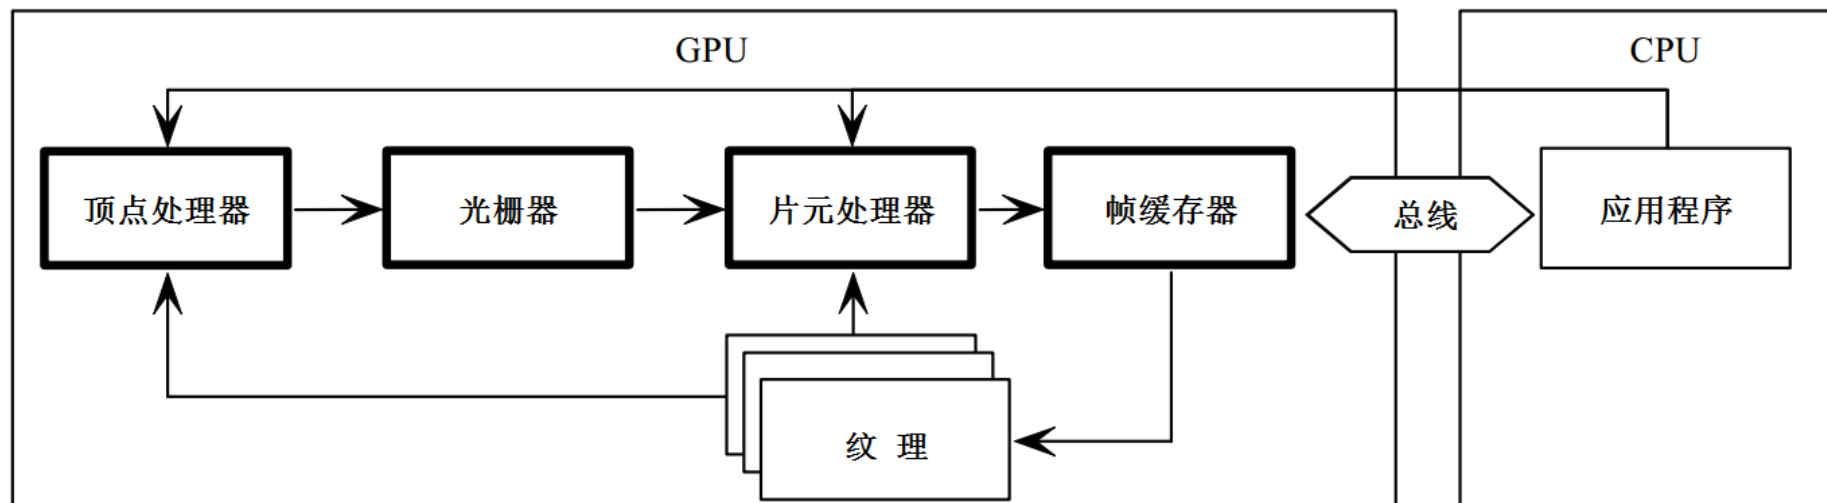 GPU
CPU
顶点处理器
光栅器
片元处理器
帧缓存器
总线
应用程序
纹 理